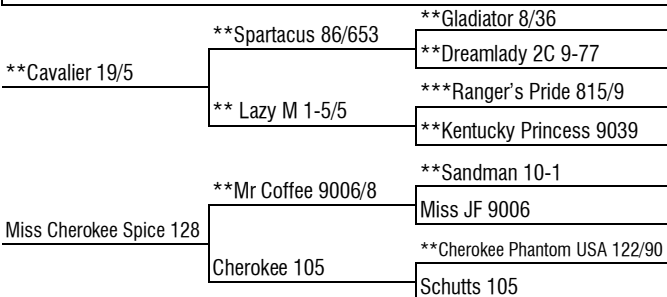 **Gladiator 8/36
**Spartacus 86/653
**Dreamlady 2C 9-77
**Cavalier 19/5
***Ranger's Pride 815/9
** Lazy M 1-5/5
**Kentucky Princess 9039
**Sandman 10-1
**Mr Coffee 9006/8
Miss JF 9006
Miss Cherokee Spice 128
**Cherokee Phantom USA 122/90
Cherokee 105
Schutts 105